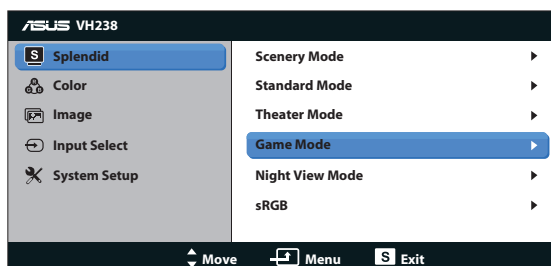 ASUS VH238
S Splendid
Color
Image
Input Select
System Setup
Scenery Mode
Standard Mode
Theater Mode
Game Mode
Night View Mode
sRGB
Move Menu S Exit